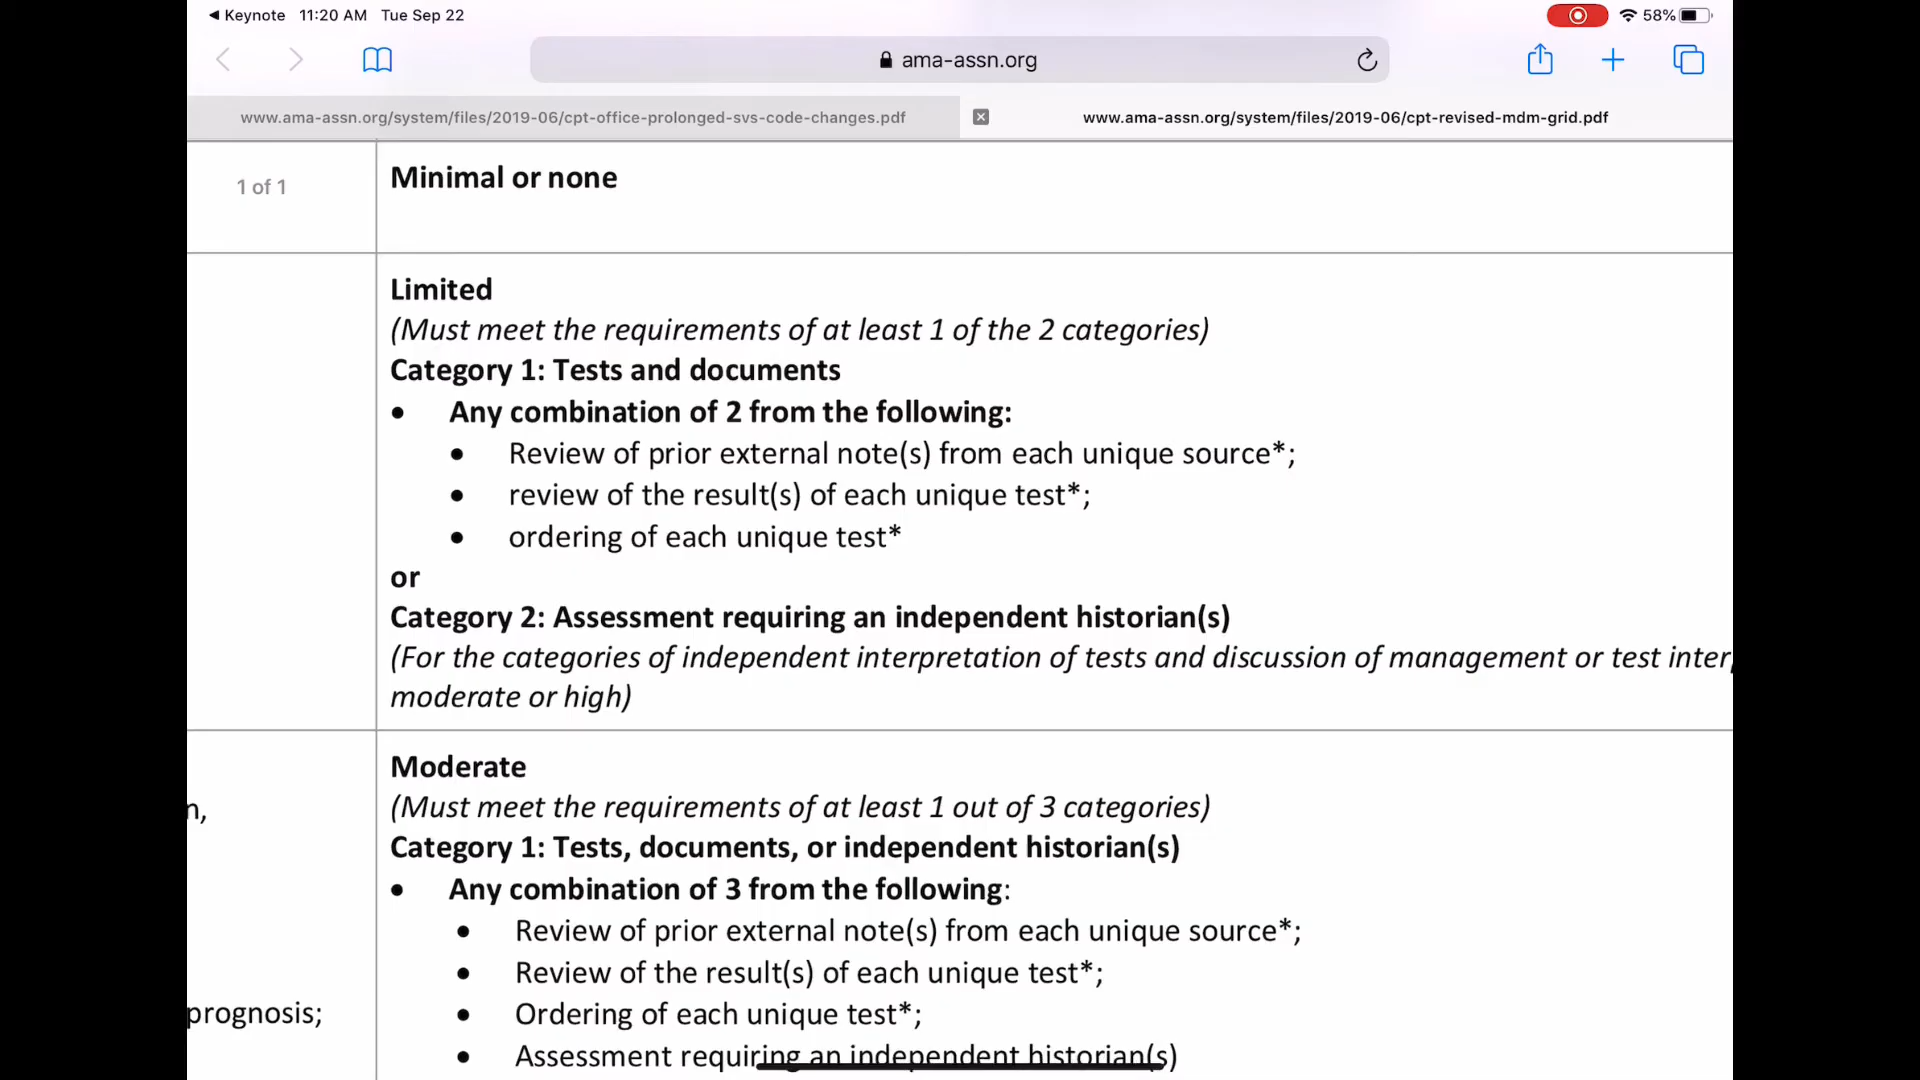 ◀ Keynote 11:20 AM Tue Sep 22
58%
ama-assn.org
www.ama-assn.org/system/files/2019-06/cpt-office-prolonged-svs-code-changes.pdf
www.ama-assn.org/system/files/2019-06/cpt-revised-mdm-grid.pdf
1 of 1
Minimal or none
Limited
(Must meet the requirements of at least 1 of the 2 categories)
Category 1: Tests and documents
• Any combination of 2 from the following:
• Review of prior external note(s) from each unique source*;
• review of the result(s) of each unique test*;
• ordering of each unique test*
or
Category 2: Assessment requiring an independent historian(s)
(For the categories of independent interpretation of tests and discussion of management or test inter
moderate or high)
Moderate
(Must meet the requirements of at least 1 out of 3 categories)
n,
Category 1: Tests, documents, or independent historian(s)
• Any combination of 3 from the following:
• Review of prior external note(s) from each unique source*;
• Review of the result(s) of each unique test*;
prognosis;
• Ordering of each unique test*;
• Assessment requiring an independent historian(s)